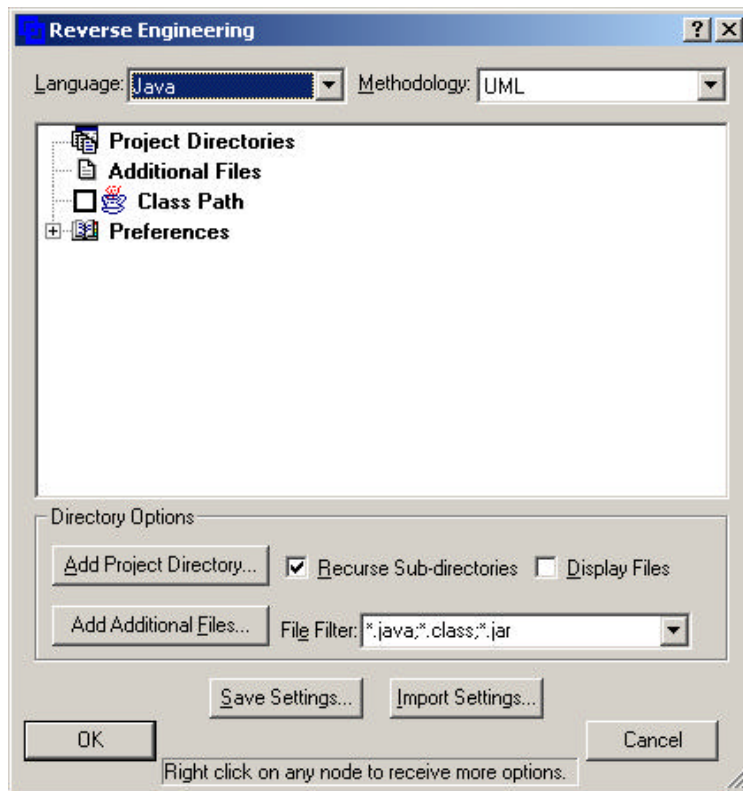 Reverse Engineering
Language: Java Methodology: UML
Project Directories
Additional Files
Class Path
Preferences
Directory Options
Add Project Directory... Recurse Sub-directories Display Files
Add Additional Files... File Filter: *.java;*.class;*.jar
Save Settings... Import Settings...
OK Cancel
Right click on any node to receive more options.